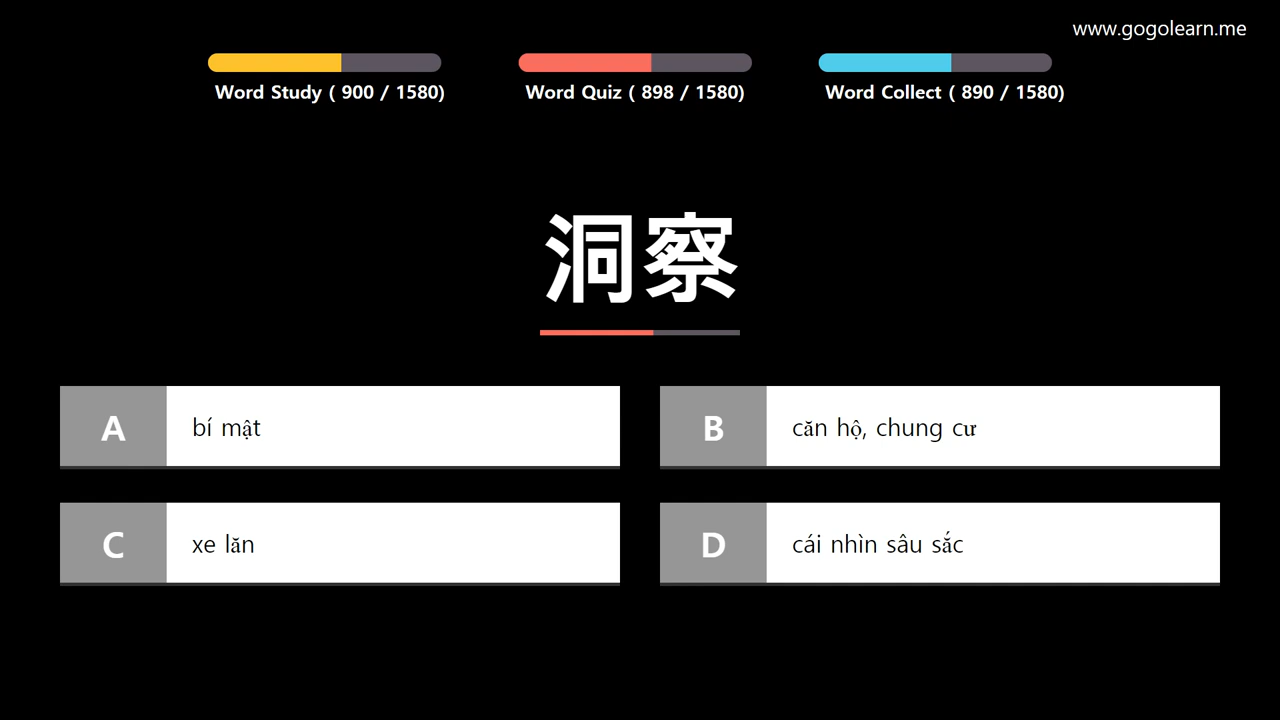 www.gogolearn.me
Word Study ( 900 / 1580)
Word Quiz ( 898 / 1580)
Word Collect ( 890 / 1580)
洞察
A bí mật
B căn hộ, chung cư
C xe lăn
D cái nhìn sâu sắc